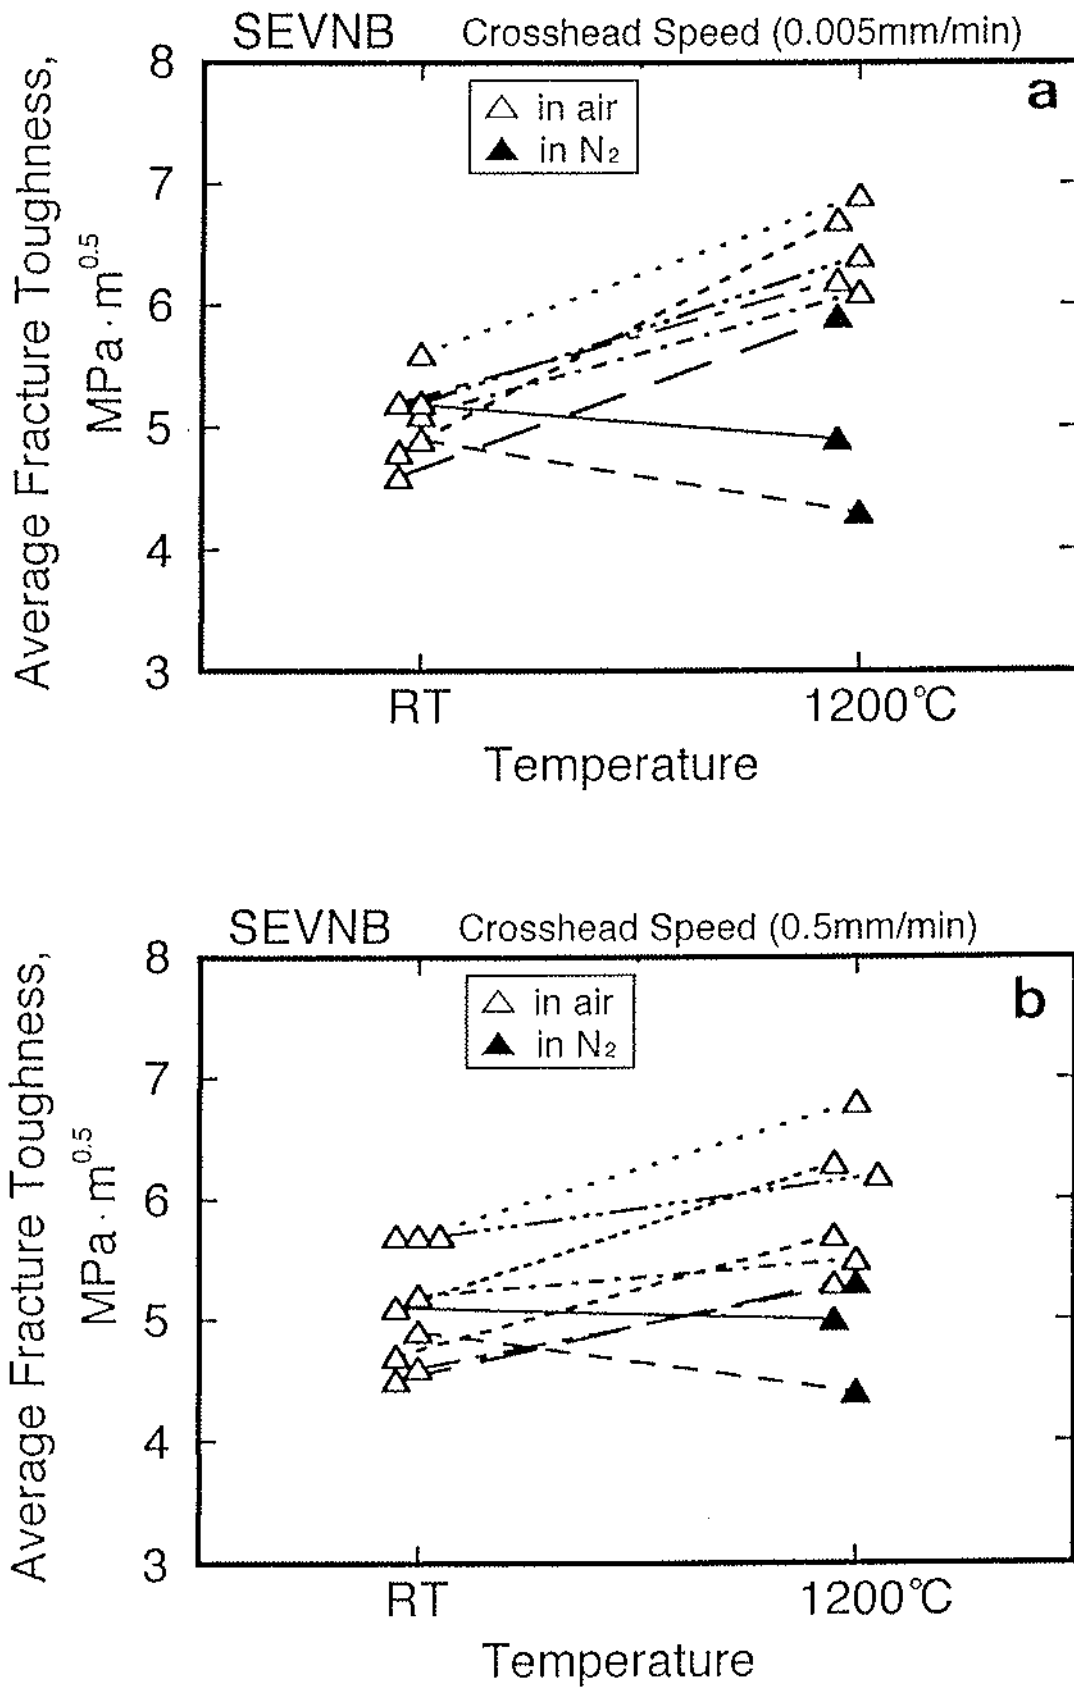 SEVNB Crosshead Speed (0.005mm/min)
a
△ in air
▲ in N₂
8
7
6
5
4
3
Average Fracture Toughness,
MPa·m^0.5
RT 1200℃
Temperature
SEVNB Crosshead Speed (0.5mm/min)
b
△ in air
▲ in N₂
8
7
6
5
4
3
Average Fracture Toughness,
MPa·m^0.5
RT 1200℃
Temperature